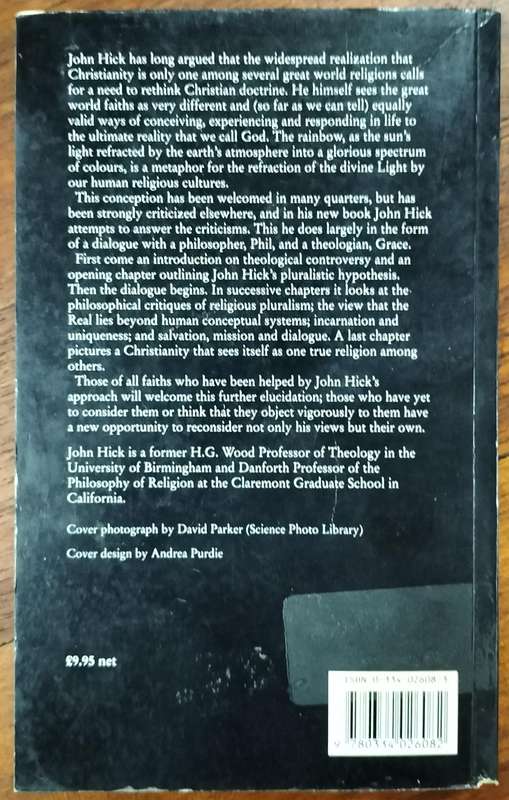 John Hick has long argued that the widespread realization that
Christianity is only one among several great world religions calls
for a need to rethink Christian doctrine. He himself sees the great
world faiths as very different and (so far as we can tell) equally
valid ways of conceiving, experiencing and responding in life to
the ultimate reality that we call God. The rainbow, as the sun's
light refracted by the earth's atmosphere into a glorious spectrum
of colours, is a metaphor for the refraction of the divine Light by
our human religious cultures.
This conception has been welcomed in many quarters, but has
been strongly criticized elsewhere, and in his new book John Hick
attempts to answer the criticisms. This he does largely in the form
of a dialogue with a philosopher, Phil, and a theologian, Grace.
First come an introduction on theological controversy and an
opening chapter outlining John Hick's pluralistic hypothesis.
Then the dialogue begins. In successive chapters it looks at the
philosophical critiques of religious pluralism; the view that the
Real lies beyond human conceptual systems; incarnation and
uniqueness; and salvation, mission and dialogue. A last chapter
pictures a Christianity that sees itself as one true religion among
others.
Those of all faiths who have been helped by John Hick's
approach will welcome this further elucidation; those who have yet
to consider them or think that they object vigorously to them have
a new opportunity to reconsider not only his views but their own.
John Hick is a former H.G. Wood Professor of Theology in the
University of Birmingham and Danforth Professor of the
Philosophy of Religion at the Claremont Graduate School in
California.
Cover photograph by David Parker (Science Photo Library)
Cover design by Andrea Purdie
£9.95 net
ISBN 0-334-02608-3
9 780334 026082